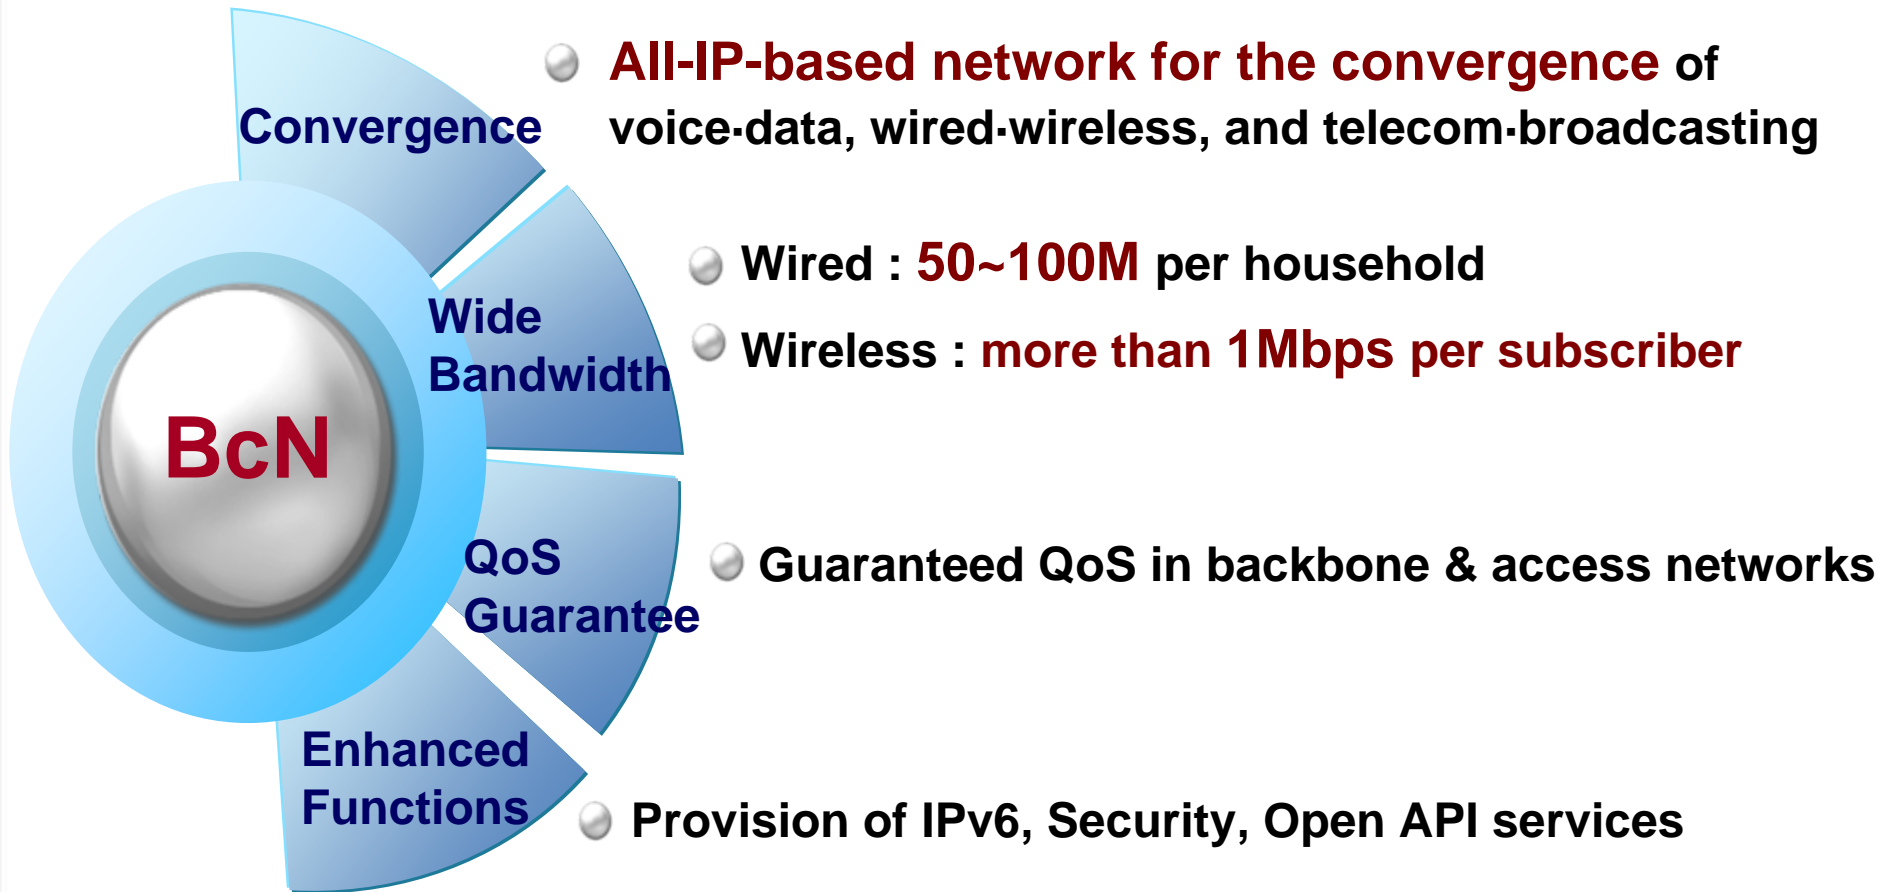 Convergence
All-IP-based network for the convergence of
voice·data, wired·wireless, and telecom·broadcasting
Wide
Bandwidth
Wired : 50~100M per household
Wireless : more than 1Mbps per subscriber
BcN
QoS
Guarantee
Guaranteed QoS in backbone & access networks
Enhanced
Functions
Provision of IPv6, Security, Open API services